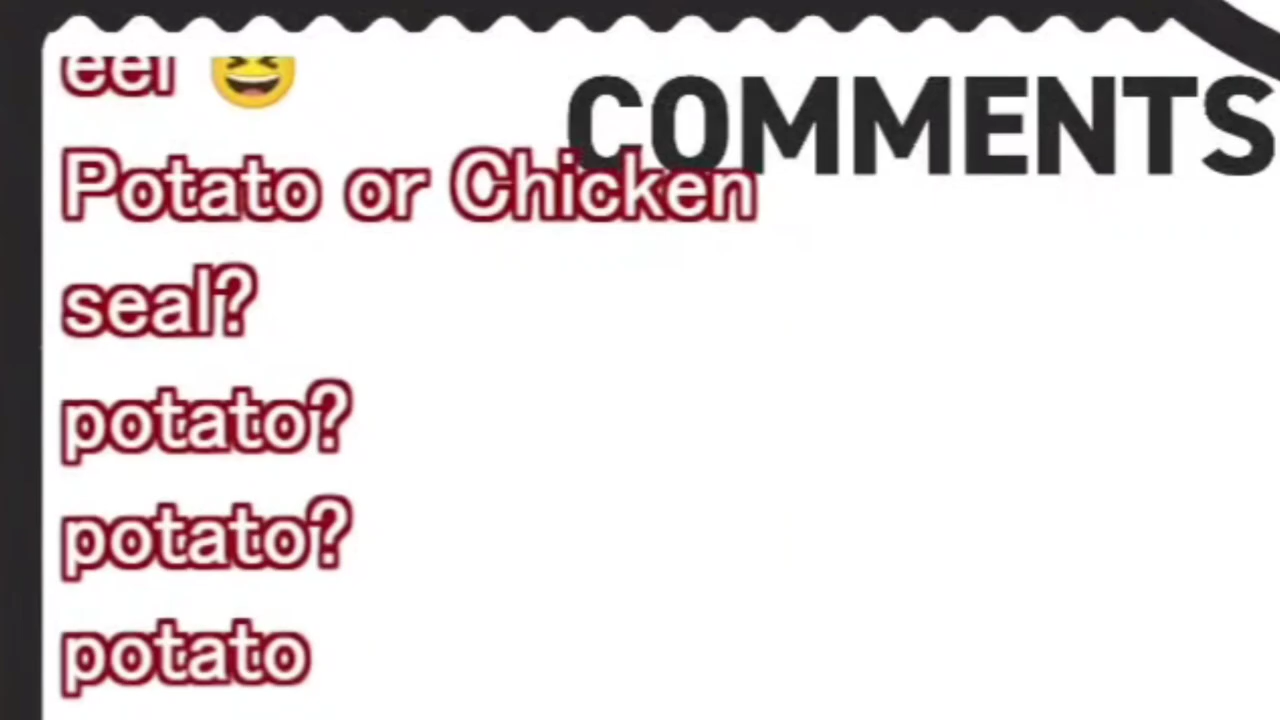 eel 😆
COMMENTS
Potato or Chicken
seal?
potato?
potato?
potato